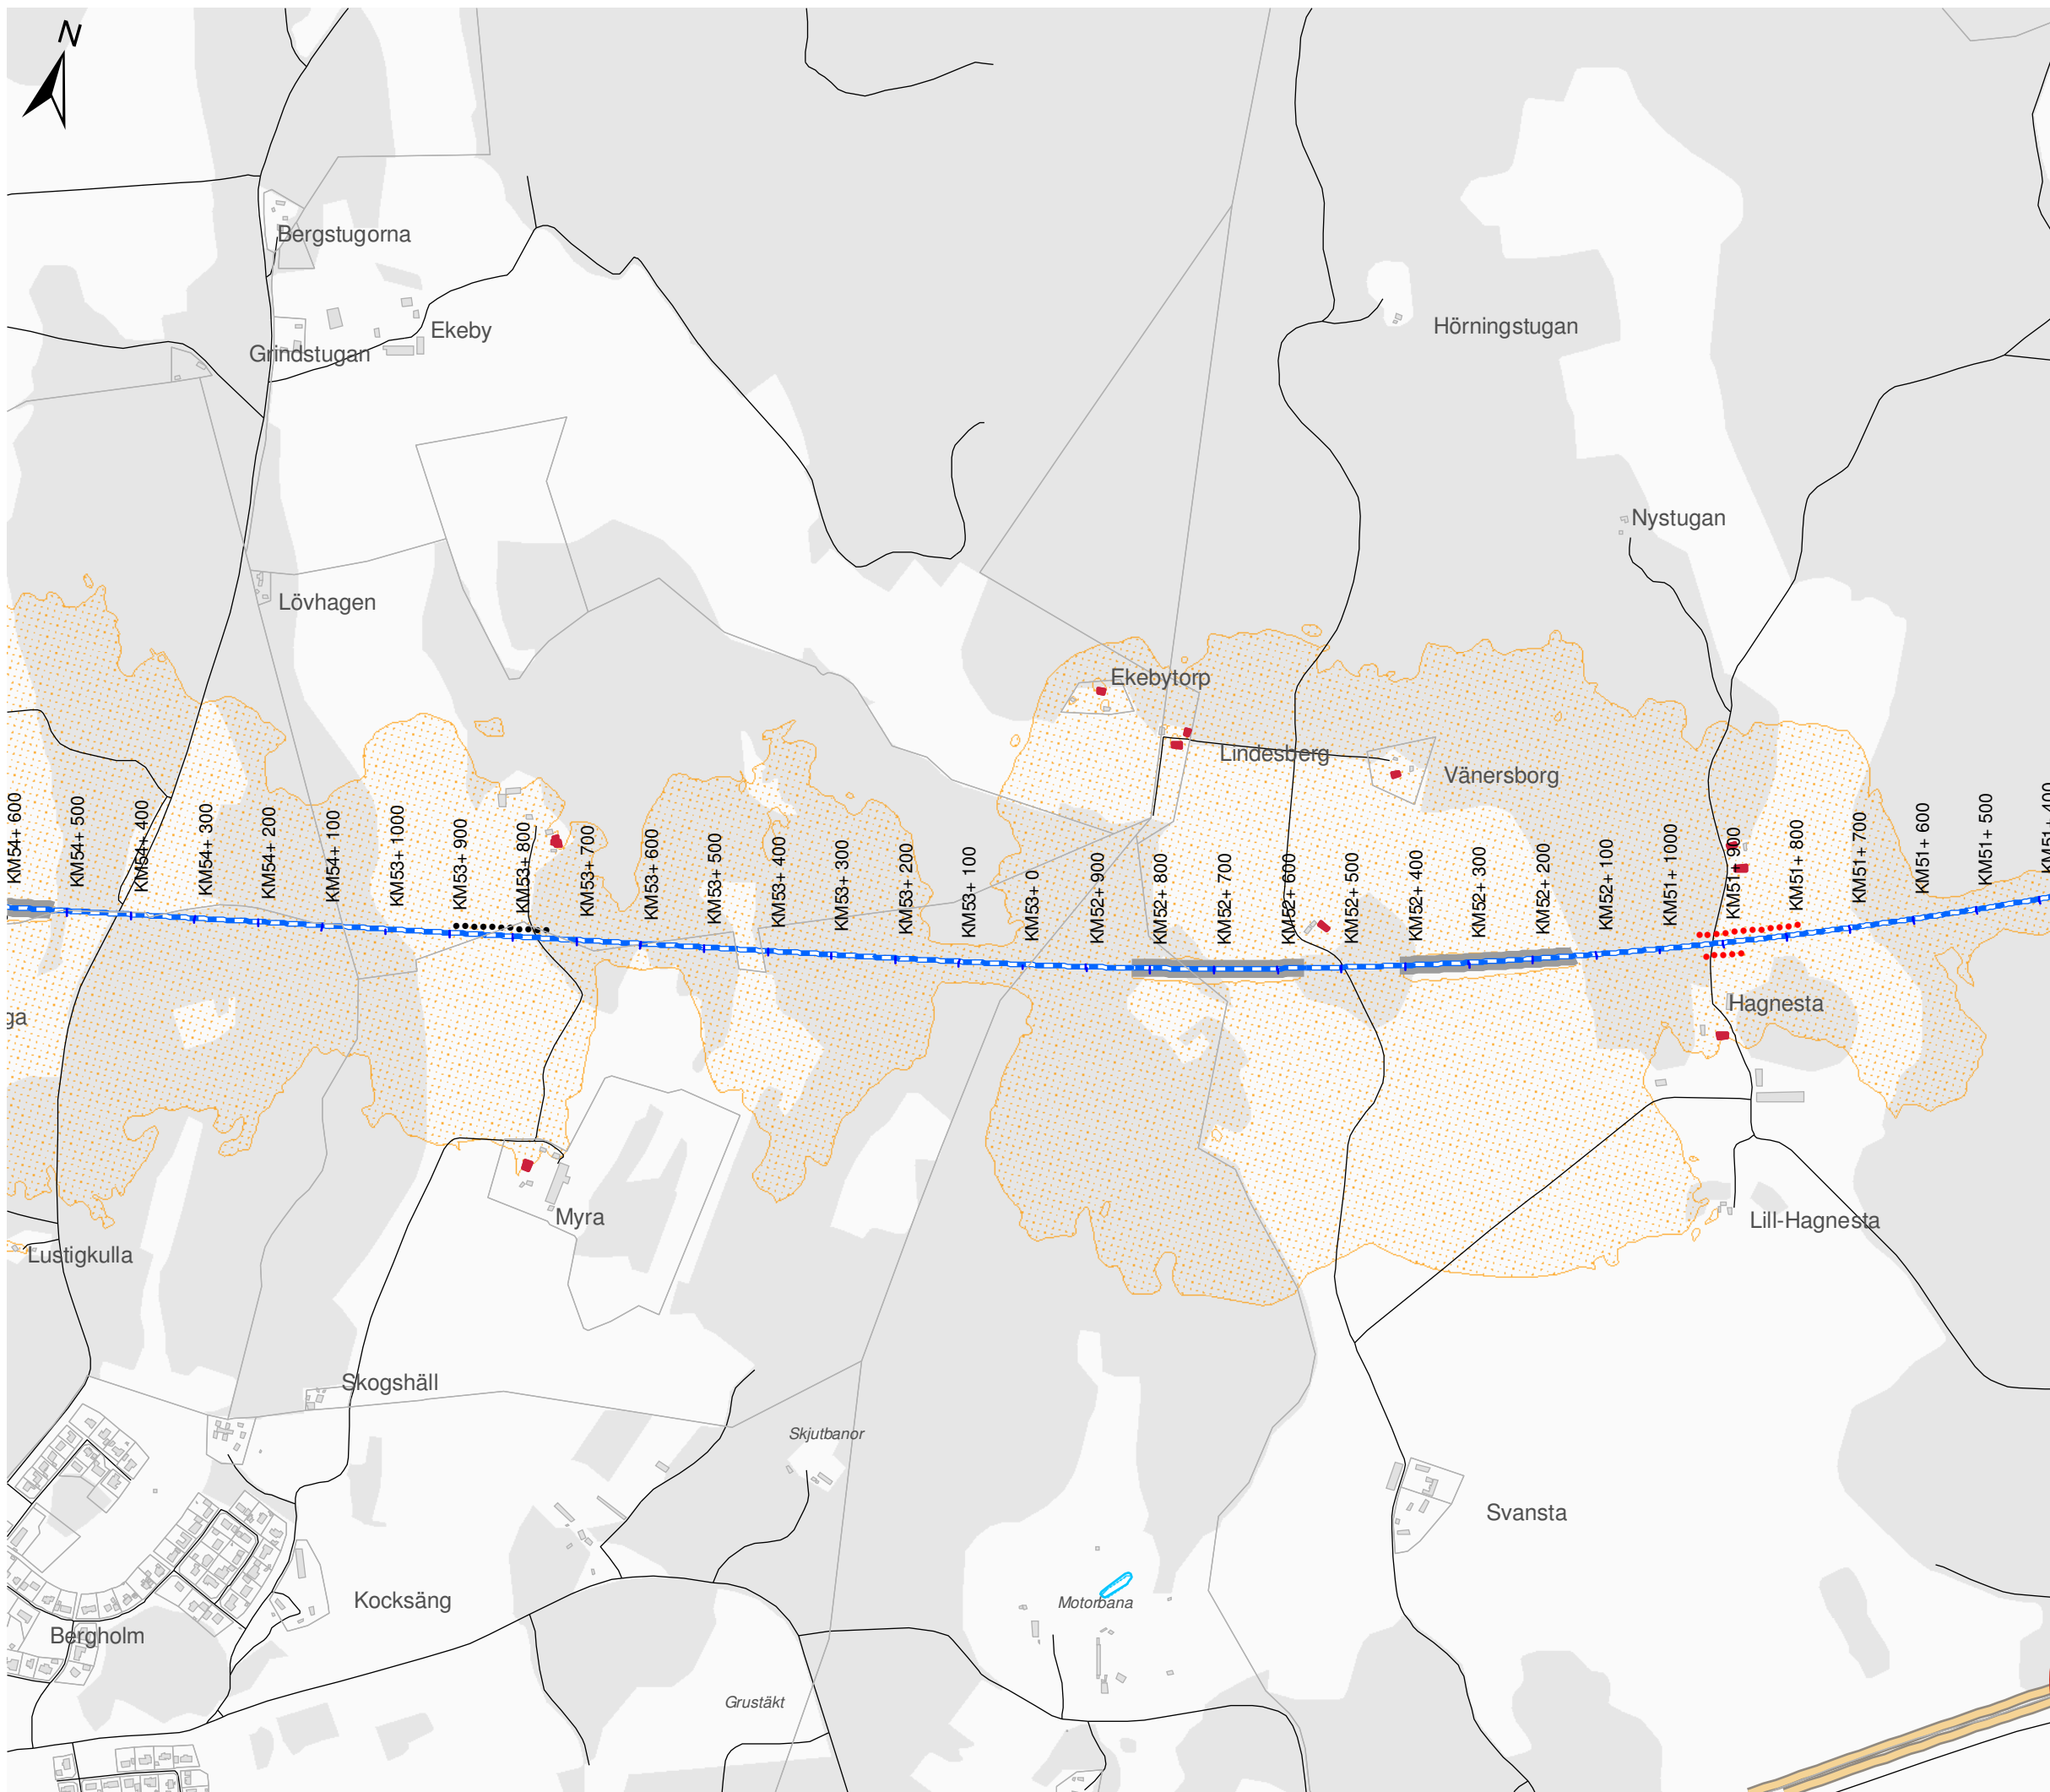 N
Bergstugorna
Hörningstugan
Ekeby
Grindstugan
Nystugan
Lövhagen
Ekebytorp
Lindesberg
Vänersborg
KM54+ 600
KM54+ 500
KM54+ 400
KM54+ 300
KM54+ 200
KM54+ 100
KM53+ 1000
KM53+ 900
KM53+ 800
KM53+ 700
KM53+ 600
KM53+ 500
KM53+ 400
KM53+ 300
KM53+ 200
KM53+ 100
KM53+ 0
KM52+ 900
KM52+ 800
KM52+ 700
KM52+ 600
KM52+ 500
KM52+ 400
KM52+ 300
KM52+ 200
KM52+ 100
KM51+ 1000
KM51+ 900
KM51+ 800
KM51+ 700
KM51+ 600
KM51+ 500
KM51+ 400
Hagnesta
ga
Myra
Lill-Hagnesta
Lustigkulla
Skogshäll
Skjutbanor
Svansta
Kocksäng
Motorbana
Bergholm
Grustäkt